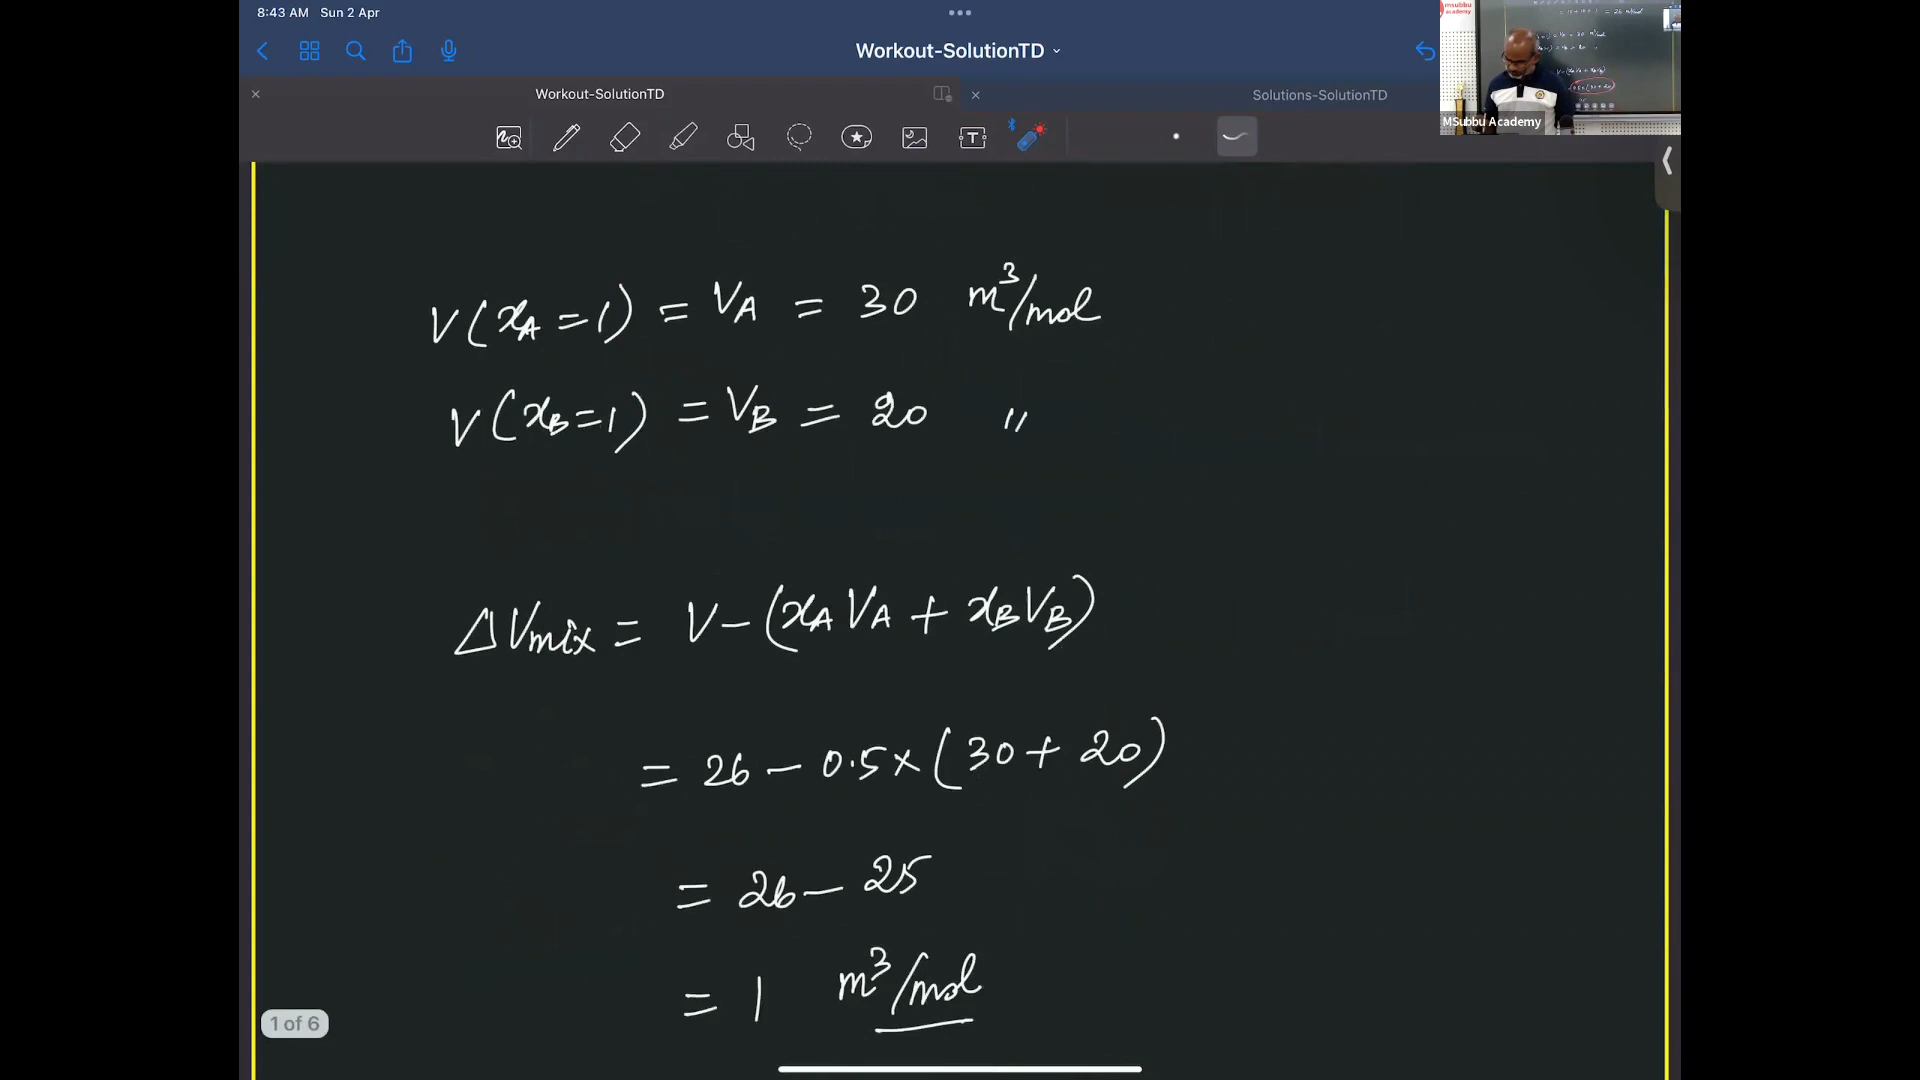 8:43 AM Sun 2 Apr
Workout-SolutionTD
Workout-SolutionTD
Solutions-SolutionTD
msubbu
academy
MSubbu Academy
V(xA = 1) = VA = 30 m³/mol
V(xB = 1) = VB = 20 〃
ΔVmix = V − (xA VA + xB VB)
= 26 − 0.5 × (30 + 20)
= 26 − 25
= 1 m³/mol
1 of 6